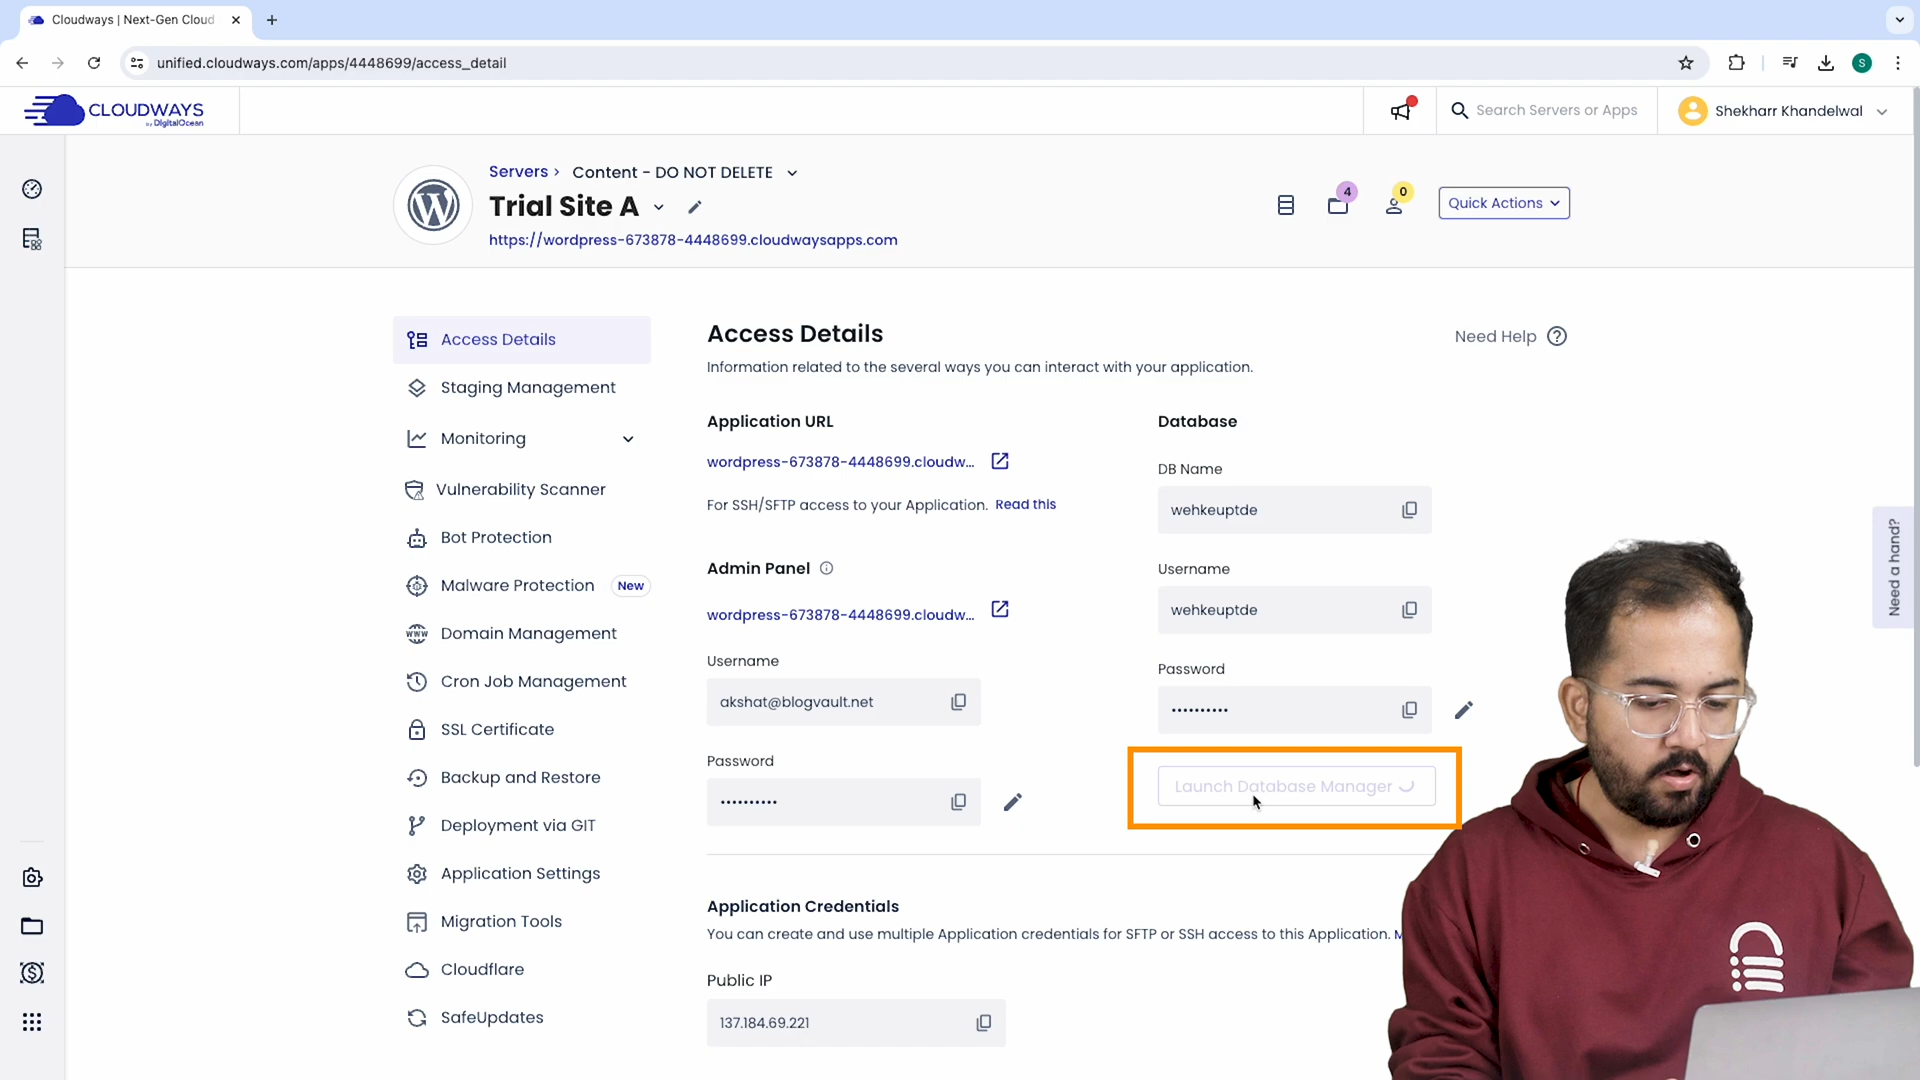 Cloudways | Next-Gen Cloud
unified.cloudways.com/apps/4448699/access_detail
S
CLOUDWAYS
by DigitalOcean
Search Servers or Apps
Shekharr Khandelwal
Servers › Content - DO NOT DELETE
Trial Site A
https://wordpress-673878-4448699.cloudwaysapps.com
4
0
Quick Actions
Access Details
Staging Management
Monitoring
Vulnerability Scanner
Bot Protection
Malware Protection New
Domain Management
Cron Job Management
SSL Certificate
Backup and Restore
Deployment via GIT
Application Settings
Migration Tools
Cloudflare
SafeUpdates
Access Details
Need Help
Information related to the several ways you can interact with your application.
Application URL
wordpress-673878-4448699.cloudw...
For SSH/SFTP access to your Application. Read this
Admin Panel
wordpress-673878-4448699.cloudw...
Username
akshat@blogvault.net
Password
••••••••••
Database
DB Name
wehkeuptde
Username
wehkeuptde
Password
••••••••••
Launch Database Manager
Application Credentials
You can create and use multiple Application credentials for SFTP or SSH access to this Application.
Public IP
137.184.69.221
Need a hand?